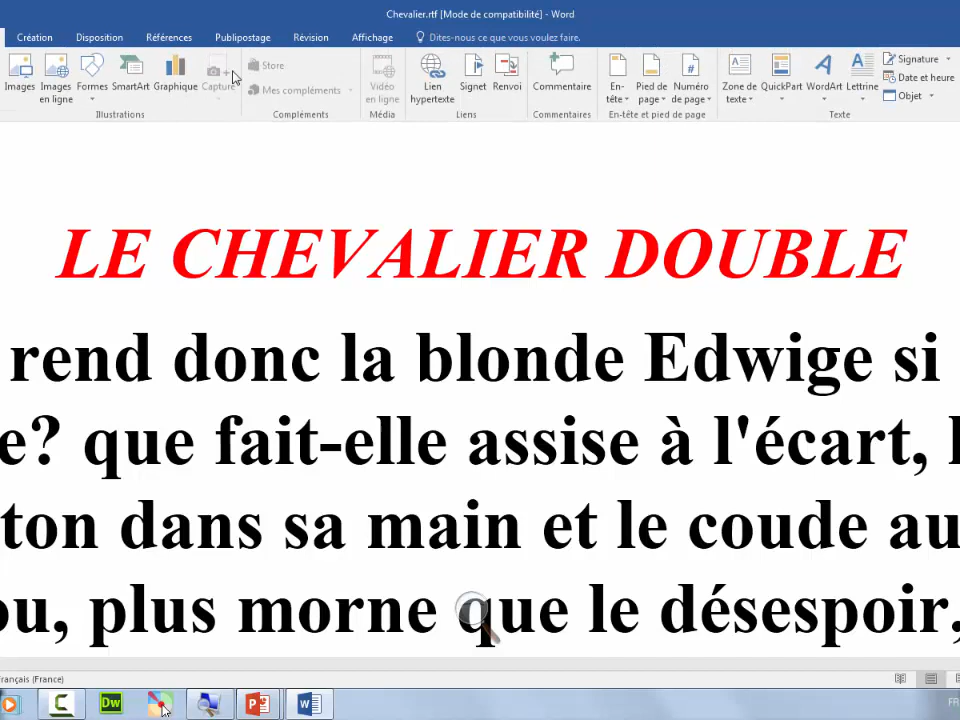 Chevalier.rtf [Mode de compatibilité] - Word
Création Disposition Références Publipostage Révision Affichage Dites-nous ce que vous voulez faire.
Images Images en ligne Formes SmartArt Graphique Capture
Illustrations
Store
Mes compléments
Compléments
Vidéo en ligne
Média
Lien hypertexte Signet Renvoi
Liens
Commentaire
Commentaires
En-tête Pied de page Numéro de page
En-tête et pied de page
Zone de texte QuickPart WordArt Lettrine
Signature
Date et heure
Objet
Texte
LE CHEVALIER DOUBLE
rend donc la blonde Edwige si
e? que fait-elle assise à l'écart, l
ton dans sa main et le coude au
ou, plus morne que le désespoir,
Français (France)
Dw
FR